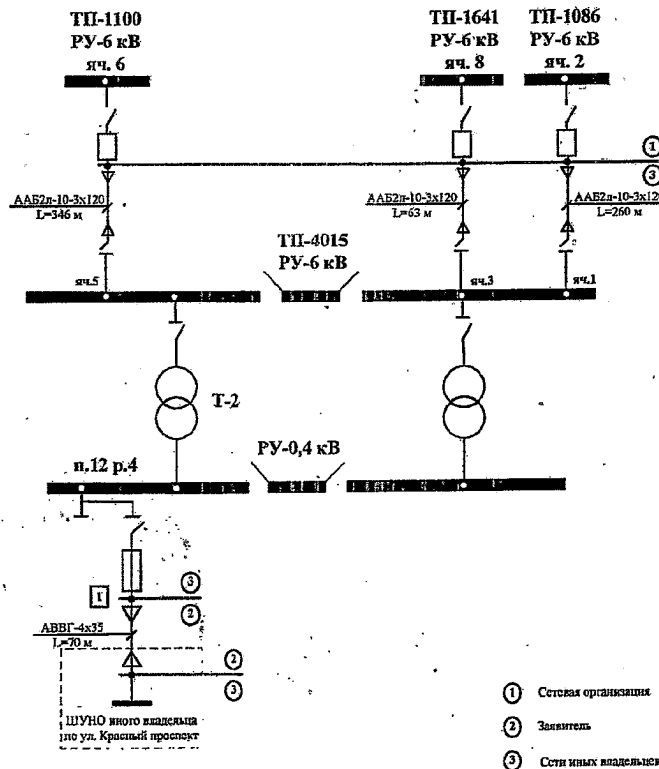 ТП-1100
РУ-6 кВ
яч. 6
ТП-1641
РУ-6 кВ
яч. 8
ТП-1086
РУ-6 кВ
яч. 2
1
3
ААБ2л-10-3х120
L=346 м
ААБ2л-10-3х120
L=63 м
ААБ2л-10-3х12
L=260 м
ТП-4015
РУ-6 кВ
яч.5
яч.3
яч.1
Т-2
РУ-0,4 кВ
п.12 р.4
1
3
2
АВВГ-4х35
L=70 м
2
3
ШУНО иного владельца
по ул. Красный проспект
1 Сетевая организация
2 Заявитель
3 Сети иных владельцев